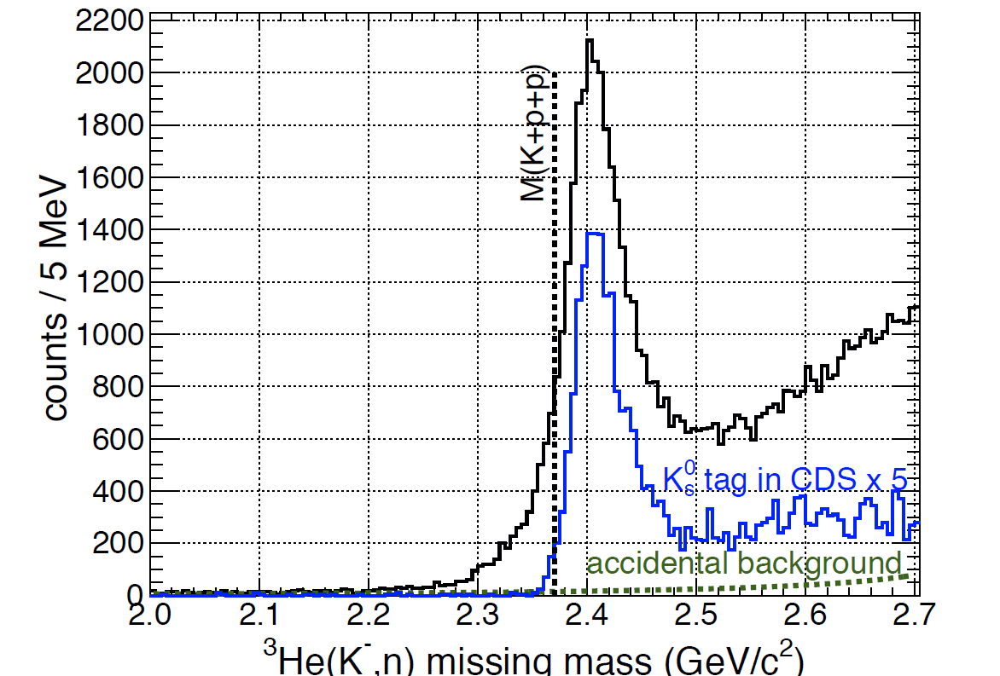 2200
2000
1800
1600
1400
1200
1000
800
600
400
200
0
counts / 5 MeV
M(K+p+p)
K⁰ₛ tag in CDS x 5
accidental background
2.0 2.1 2.2 2.3 2.4 2.5 2.6 2.7
³He(K⁻,n) missing mass (GeV/c²)